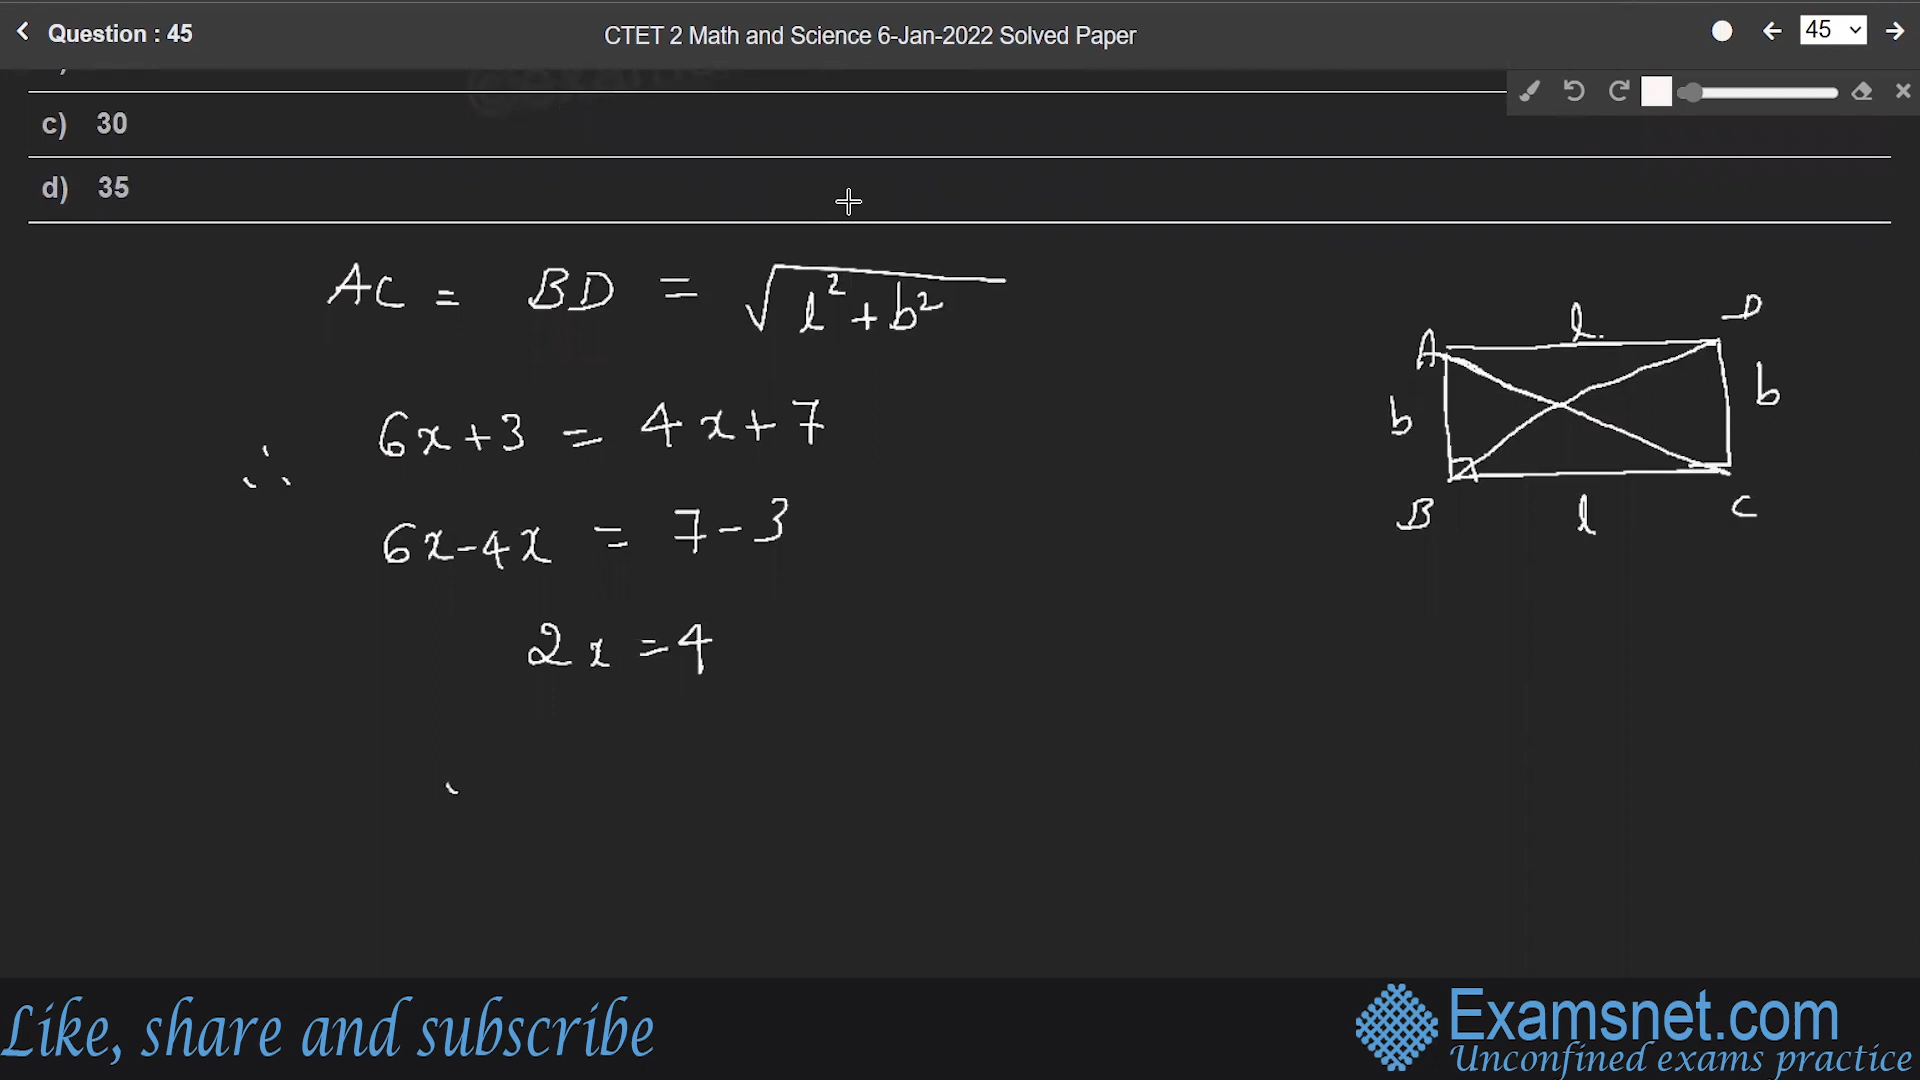 Question : 45
CTET 2 Math and Science 6-Jan-2022 Solved Paper
45
c) 30
d) 35
AC = BD = √(l² + b²)
∴ 6x + 3 = 4x + 7
6x - 4x = 7 - 3
2x = 4
l
A
D
b
b
B
l
C
Like, share and subscribe
Examsnet.com
Unconfined exams practice